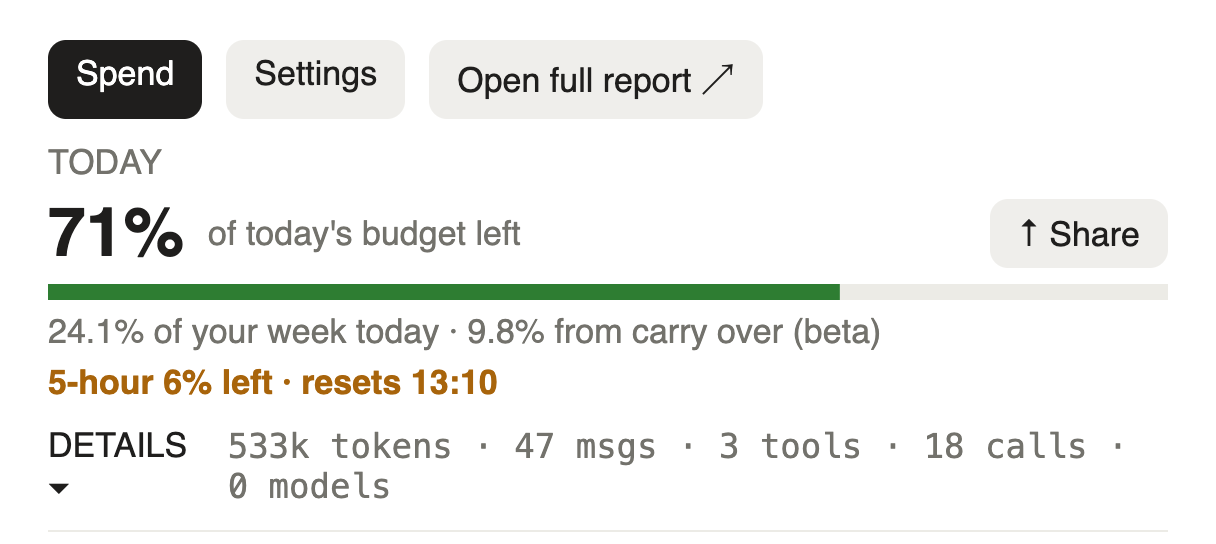 Spend
Settings
Open full report ↗
TODAY
71% of today's budget left
↑ Share
24.1% of your week today · 9.8% from carry over (beta)
5-hour 6% left · resets 13:10
DETAILS 533k tokens · 47 msgs · 3 tools · 18 calls ·
0 models